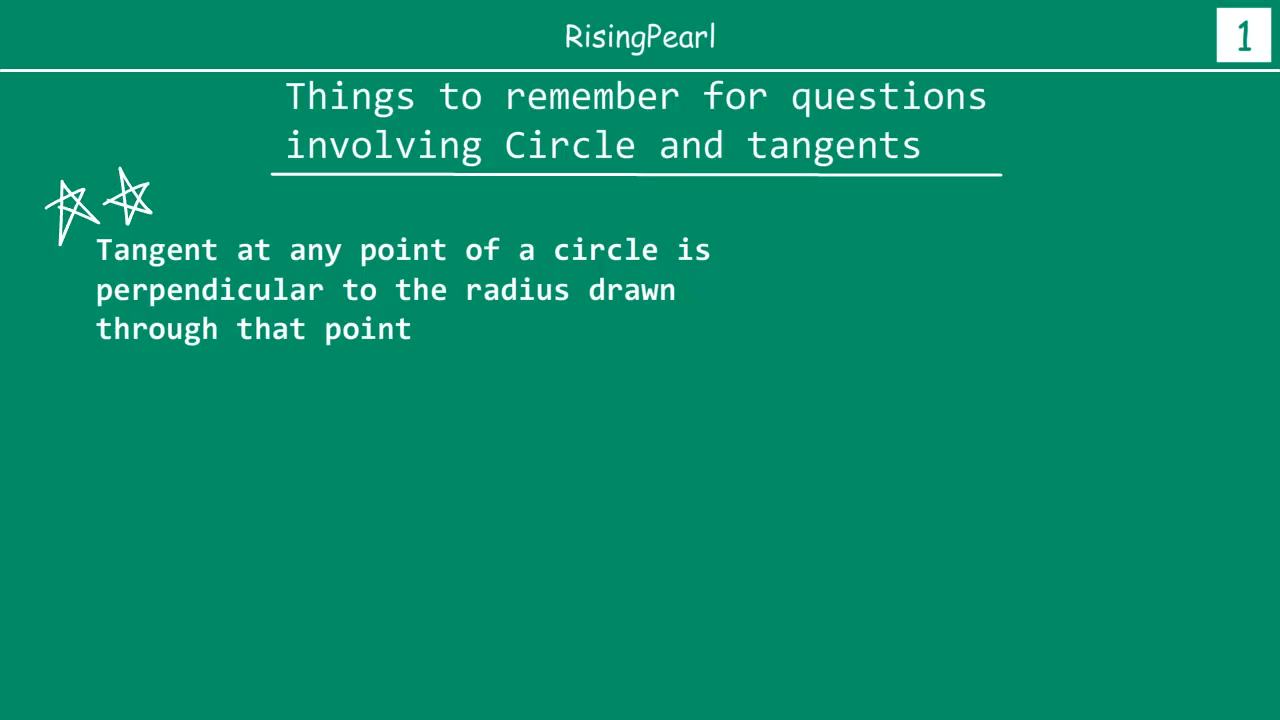 RisingPearl
1
Things to remember for questions
involving Circle and tangents
Tangent at any point of a circle is
perpendicular to the radius drawn
through that point